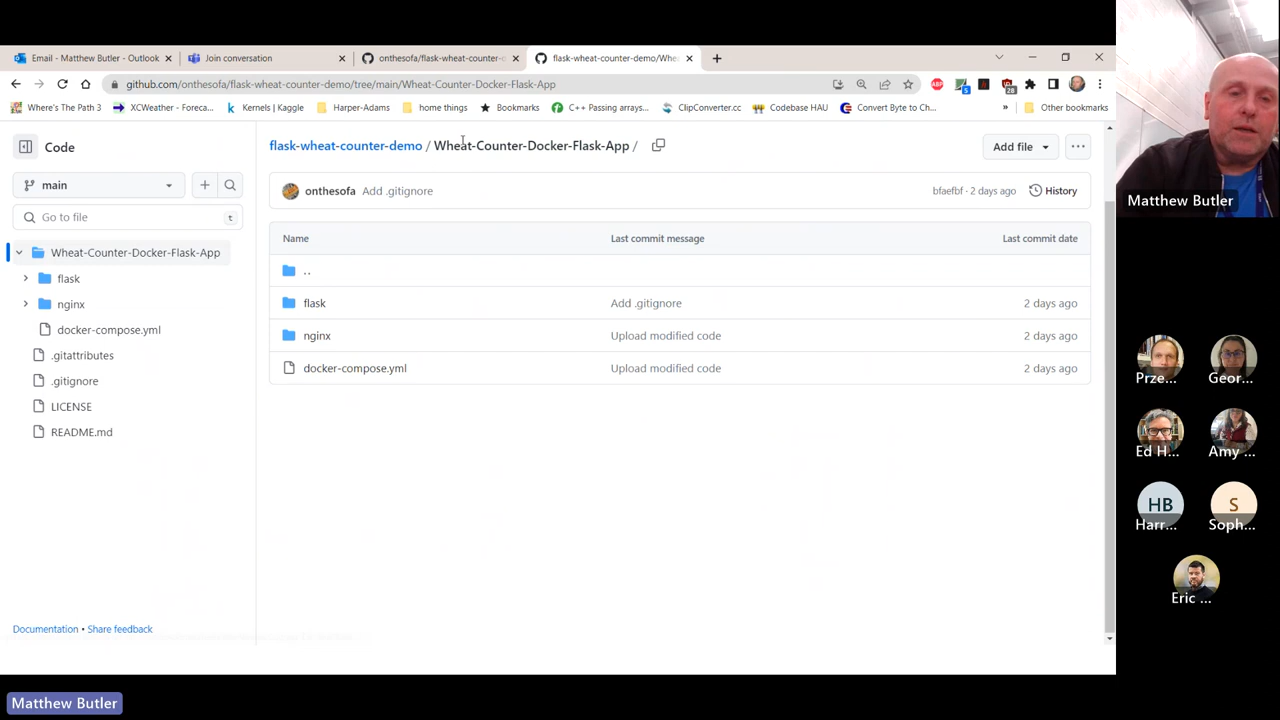 Email - Matthew Butler - Outlook
Join conversation
onthesofa/flask-wheat-counter-
flask-wheat-counter-demo/Whea
github.com/onthesofa/flask-wheat-counter-demo/tree/main/Wheat-Counter-Docker-Flask-App
5
28
Where's The Path 3
XCWeather - Foreca...
Kernels | Kaggle
Harper-Adams
home things
Bookmarks
C++ Passing arrays...
ClipConverter.cc
Codebase HAU
Convert Byte to Ch...
»
Other bookmarks
Code
main
Go to file
t
Wheat-Counter-Docker-Flask-App
flask
nginx
docker-compose.yml
.gitattributes
.gitignore
LICENSE
README.md
Documentation • Share feedback
flask-wheat-counter-demo / Wheat-Counter-Docker-Flask-App /
Add file
onthesofa Add .gitignore
bfaefbf · 2 days ago
History
Name Last commit message Last commit date
..
flask Add .gitignore 2 days ago
nginx Upload modified code 2 days ago
docker-compose.yml Upload modified code 2 days ago
Matthew Butler
Prze...
Geor...
Ed H...
Amy ...
HB
Harr...
S
Soph...
Eric ...
Matthew Butler